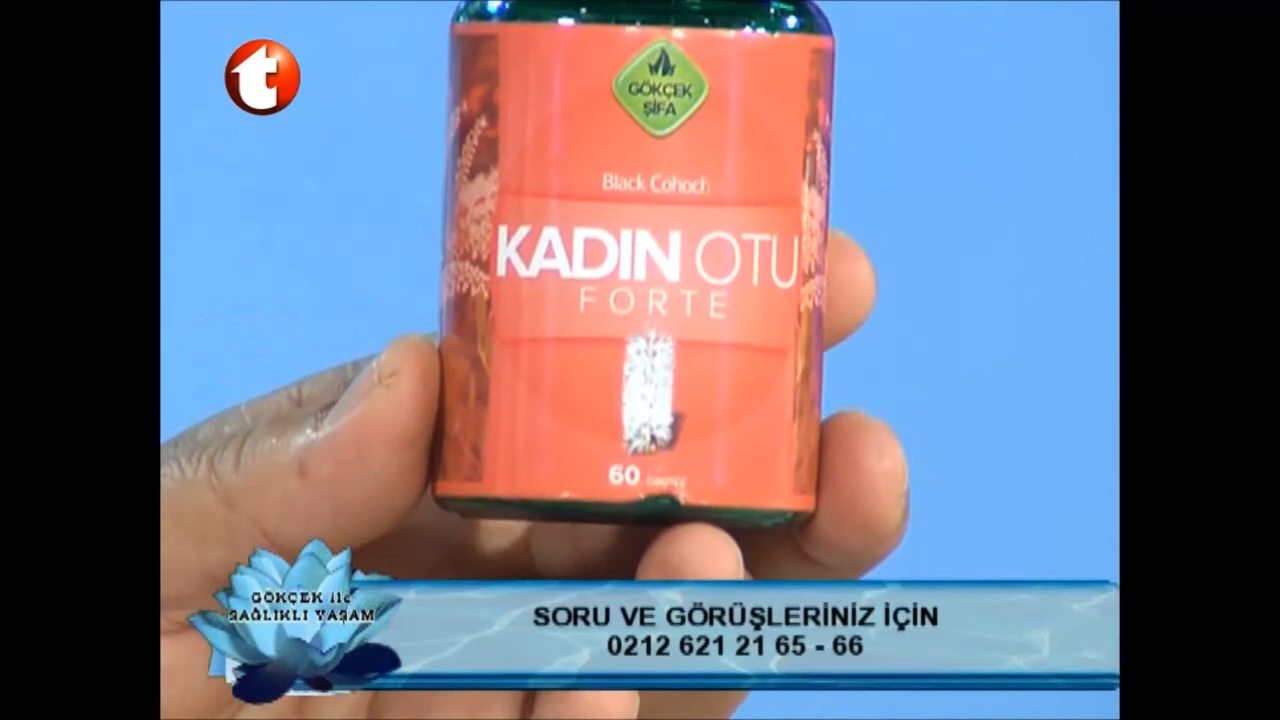 t
GÖKÇEK
ŞİFA
Black Cohoch
KADIN OTU
FORTE
60
GÖKÇEK ile
SAĞLIKLI YAŞAM
SORU VE GÖRÜŞLERİNİZ İÇİN
0212 621 21 65 - 66